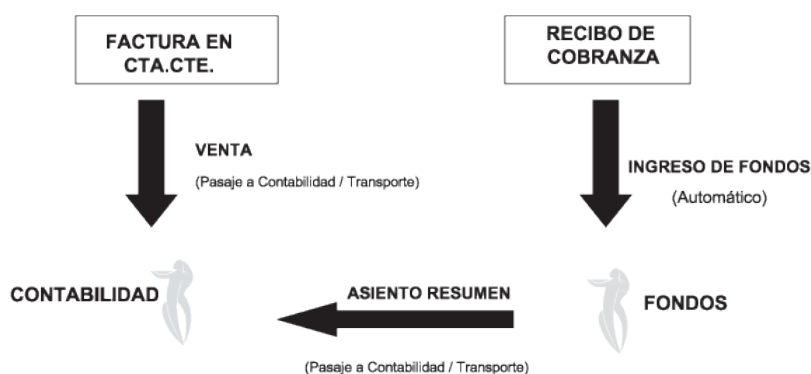 FACTURA EN
CTA.CTE.
RECIBO DE
COBRANZA
VENTA
(Pasaje a Contabilidad / Transporte)
INGRESO DE FONDOS
(Automático)
CONTABILIDAD
ASIENTO RESUMEN
FONDOS
(Pasaje a Contabilidad / Transporte)